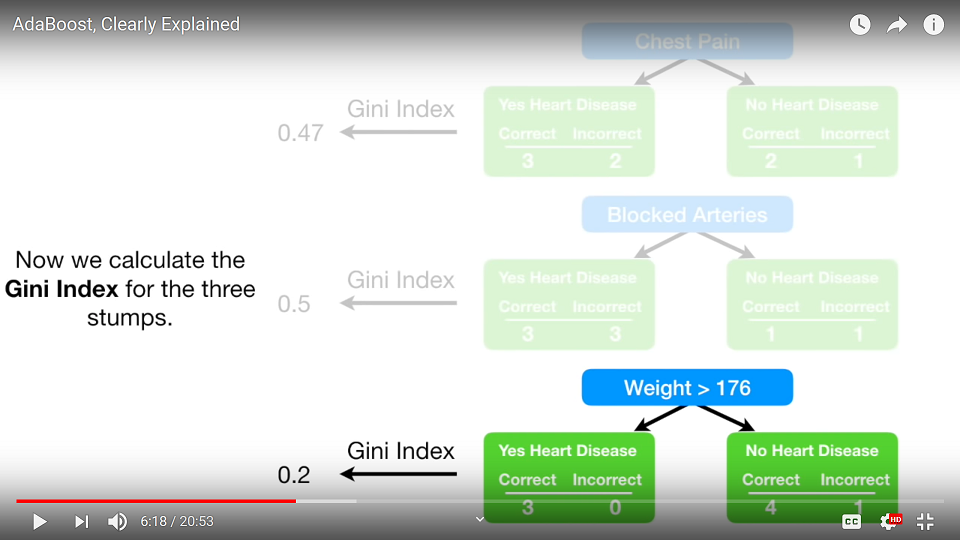 AdaBoost, Clearly Explained
Chest Pain
Gini Index
0.47
Yes Heart Disease
Correct Incorrect
3 2
No Heart Disease
Correct Incorrect
2 1
Blocked Arteries
Now we calculate the
Gini Index for the three
stumps.
Gini Index
0.5
Yes Heart Disease
Correct Incorrect
3 3
No Heart Disease
Correct Incorrect
1 1
Weight > 176
Gini Index
0.2
Yes Heart Disease
Correct Incorrect
3 0
No Heart Disease
Correct Incorrect
4 1
6:18 / 20:53
CC
HD